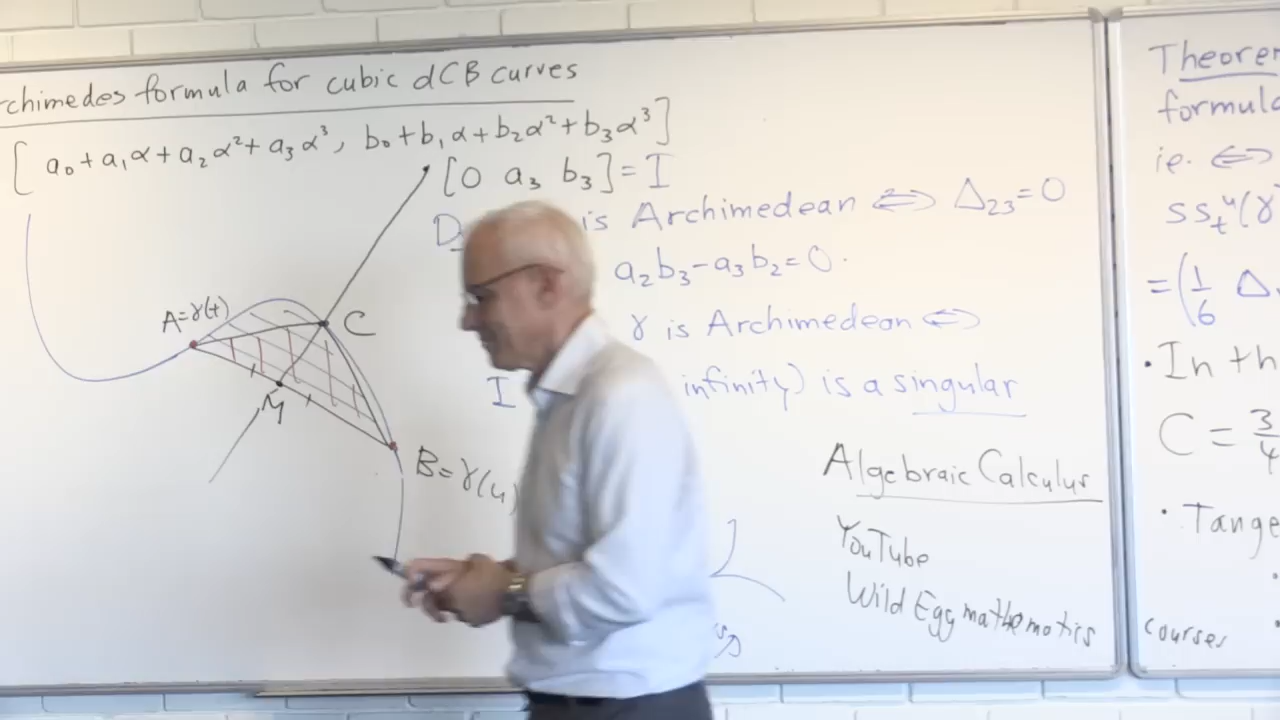 rchimedes formula for cubic dCB curves
[ a₀+a₁α+a₂α²+a₃α³, b₀+b₁α+b₂α²+b₃α³ ]
[0 a₃ b₃]=I
is Archimedean ⇔ Δ₂₃=0
a₂b₃-a₃b₂=0.
A=γ(t)
C
γ is Archimedean ⇔
I infinity) is a singular
M
B=γ(u)
Algebraic Calculus
YouTube
Wild Egg mathematics
courses
Theorem
formula
ie. ⇔
=(1/6 Δ
• In th
C = 3/4
• Tange